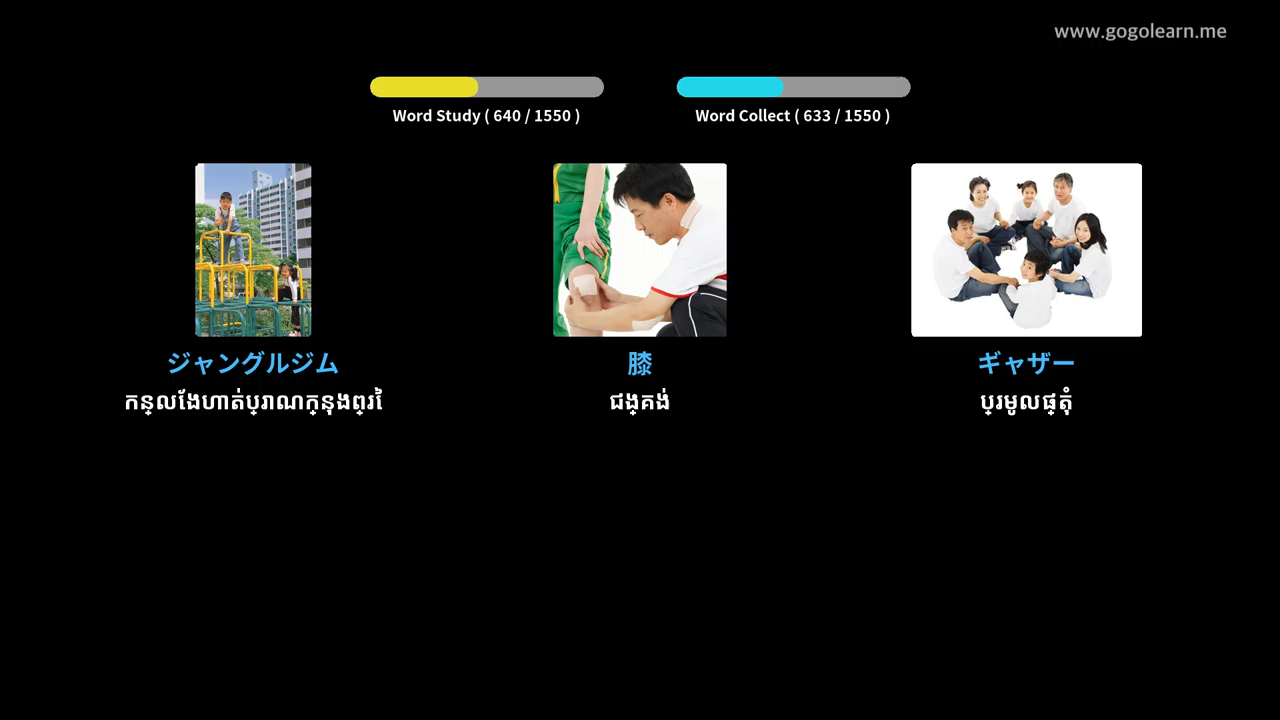 www.gogolearn.me
Word Study ( 640 / 1550 )
Word Collect ( 633 / 1550 )
ジャングルジム
膝
ギャザー
កន្លងែហាត់ប្រាណក្នុងព្រៃ
ជង្គង់
ប្រមូលផ្តុំ